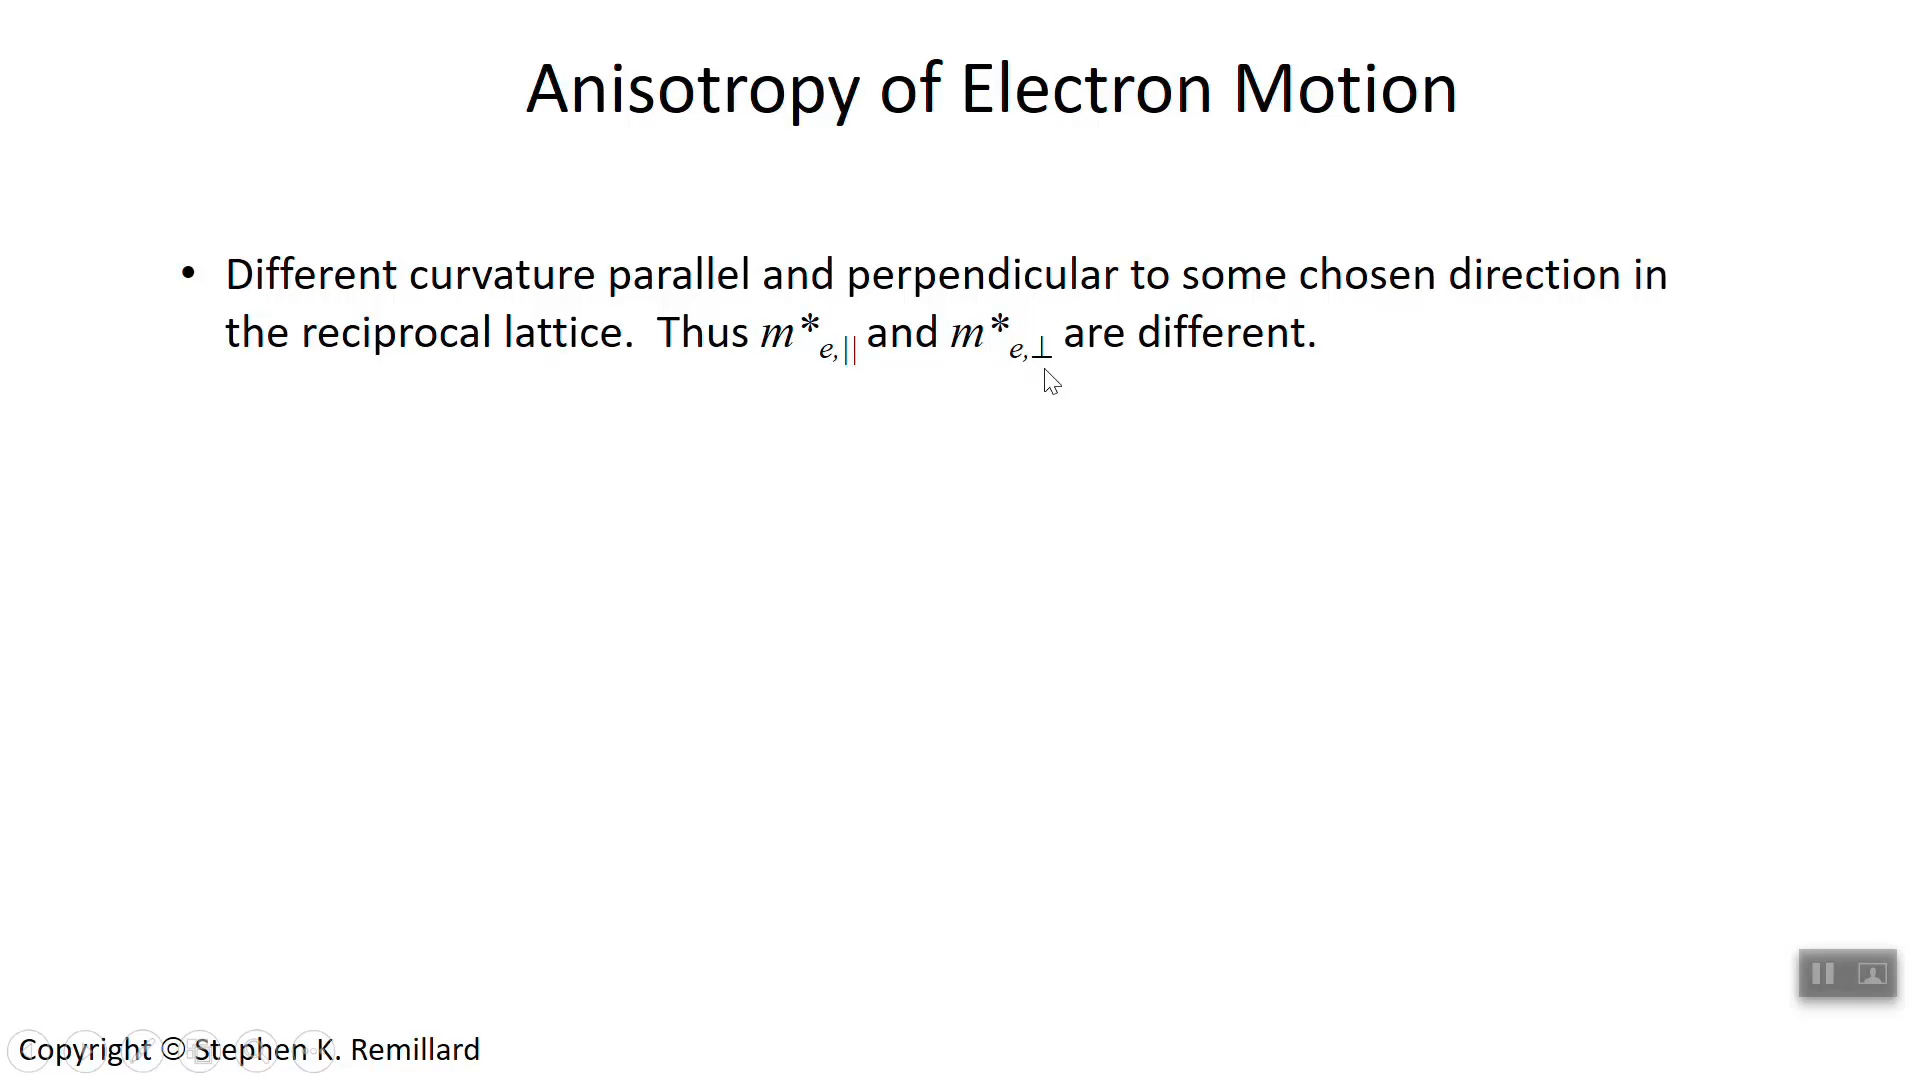 Anisotropy of Electron Motion
• Different curvature parallel and perpendicular to some chosen direction in
the reciprocal lattice. Thus m*e,|| and m*e,⊥ are different.
Copyright © Stephen K. Remillard